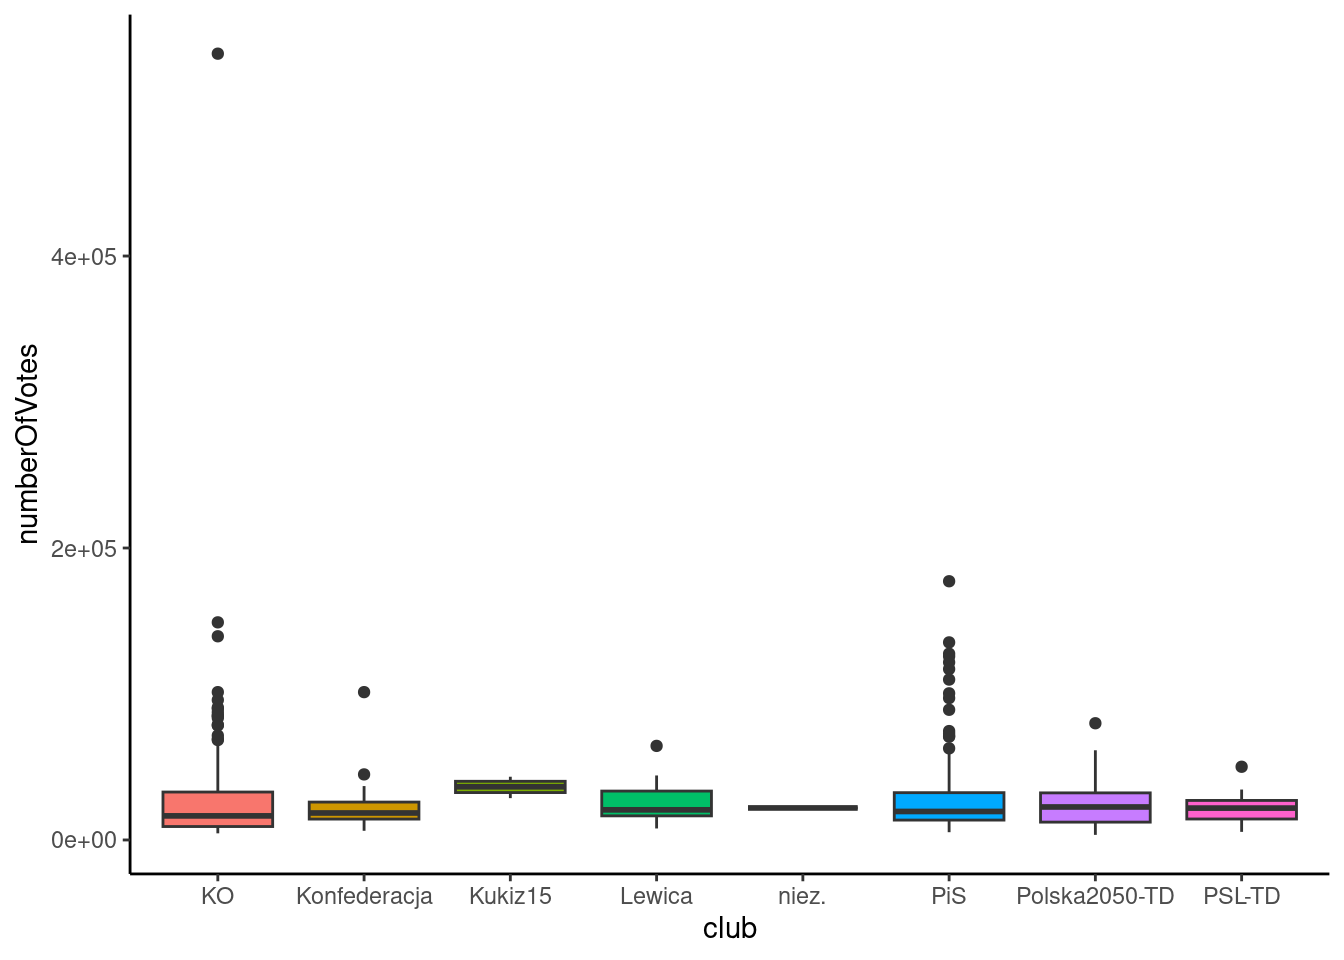 numberOfVotes
4e+05
2e+05
0e+00
KO Konfederacja Kukiz15 Lewica niez. PiS Polska2050-TD PSL-TD
club